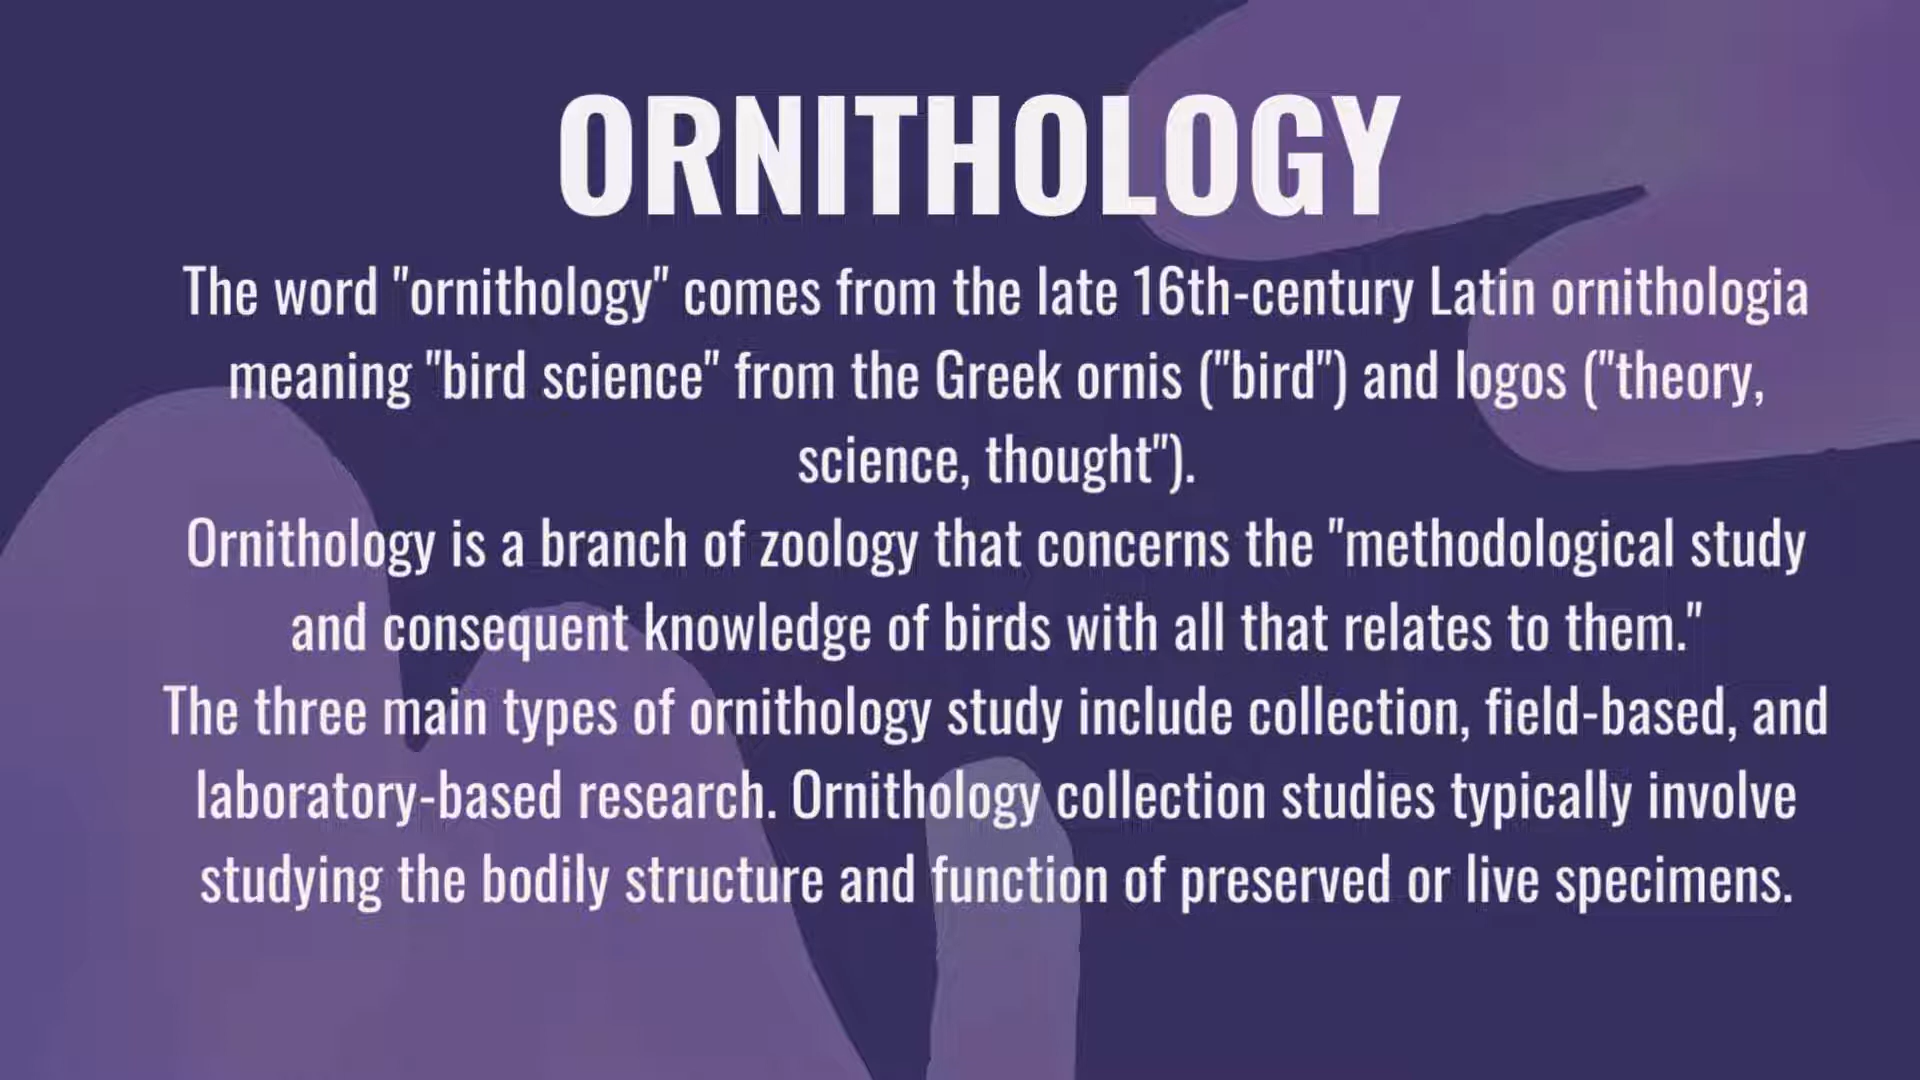 ORNITHOLOGY
The word "ornithology" comes from the late 16th-century Latin ornithologia
meaning "bird science" from the Greek ornis ("bird") and logos ("theory,
science, thought").
Ornithology is a branch of zoology that concerns the "methodological study
and consequent knowledge of birds with all that relates to them."
The three main types of ornithology study include collection, field-based, and
laboratory-based research. Ornithology collection studies typically involve
studying the bodily structure and function of preserved or live specimens.